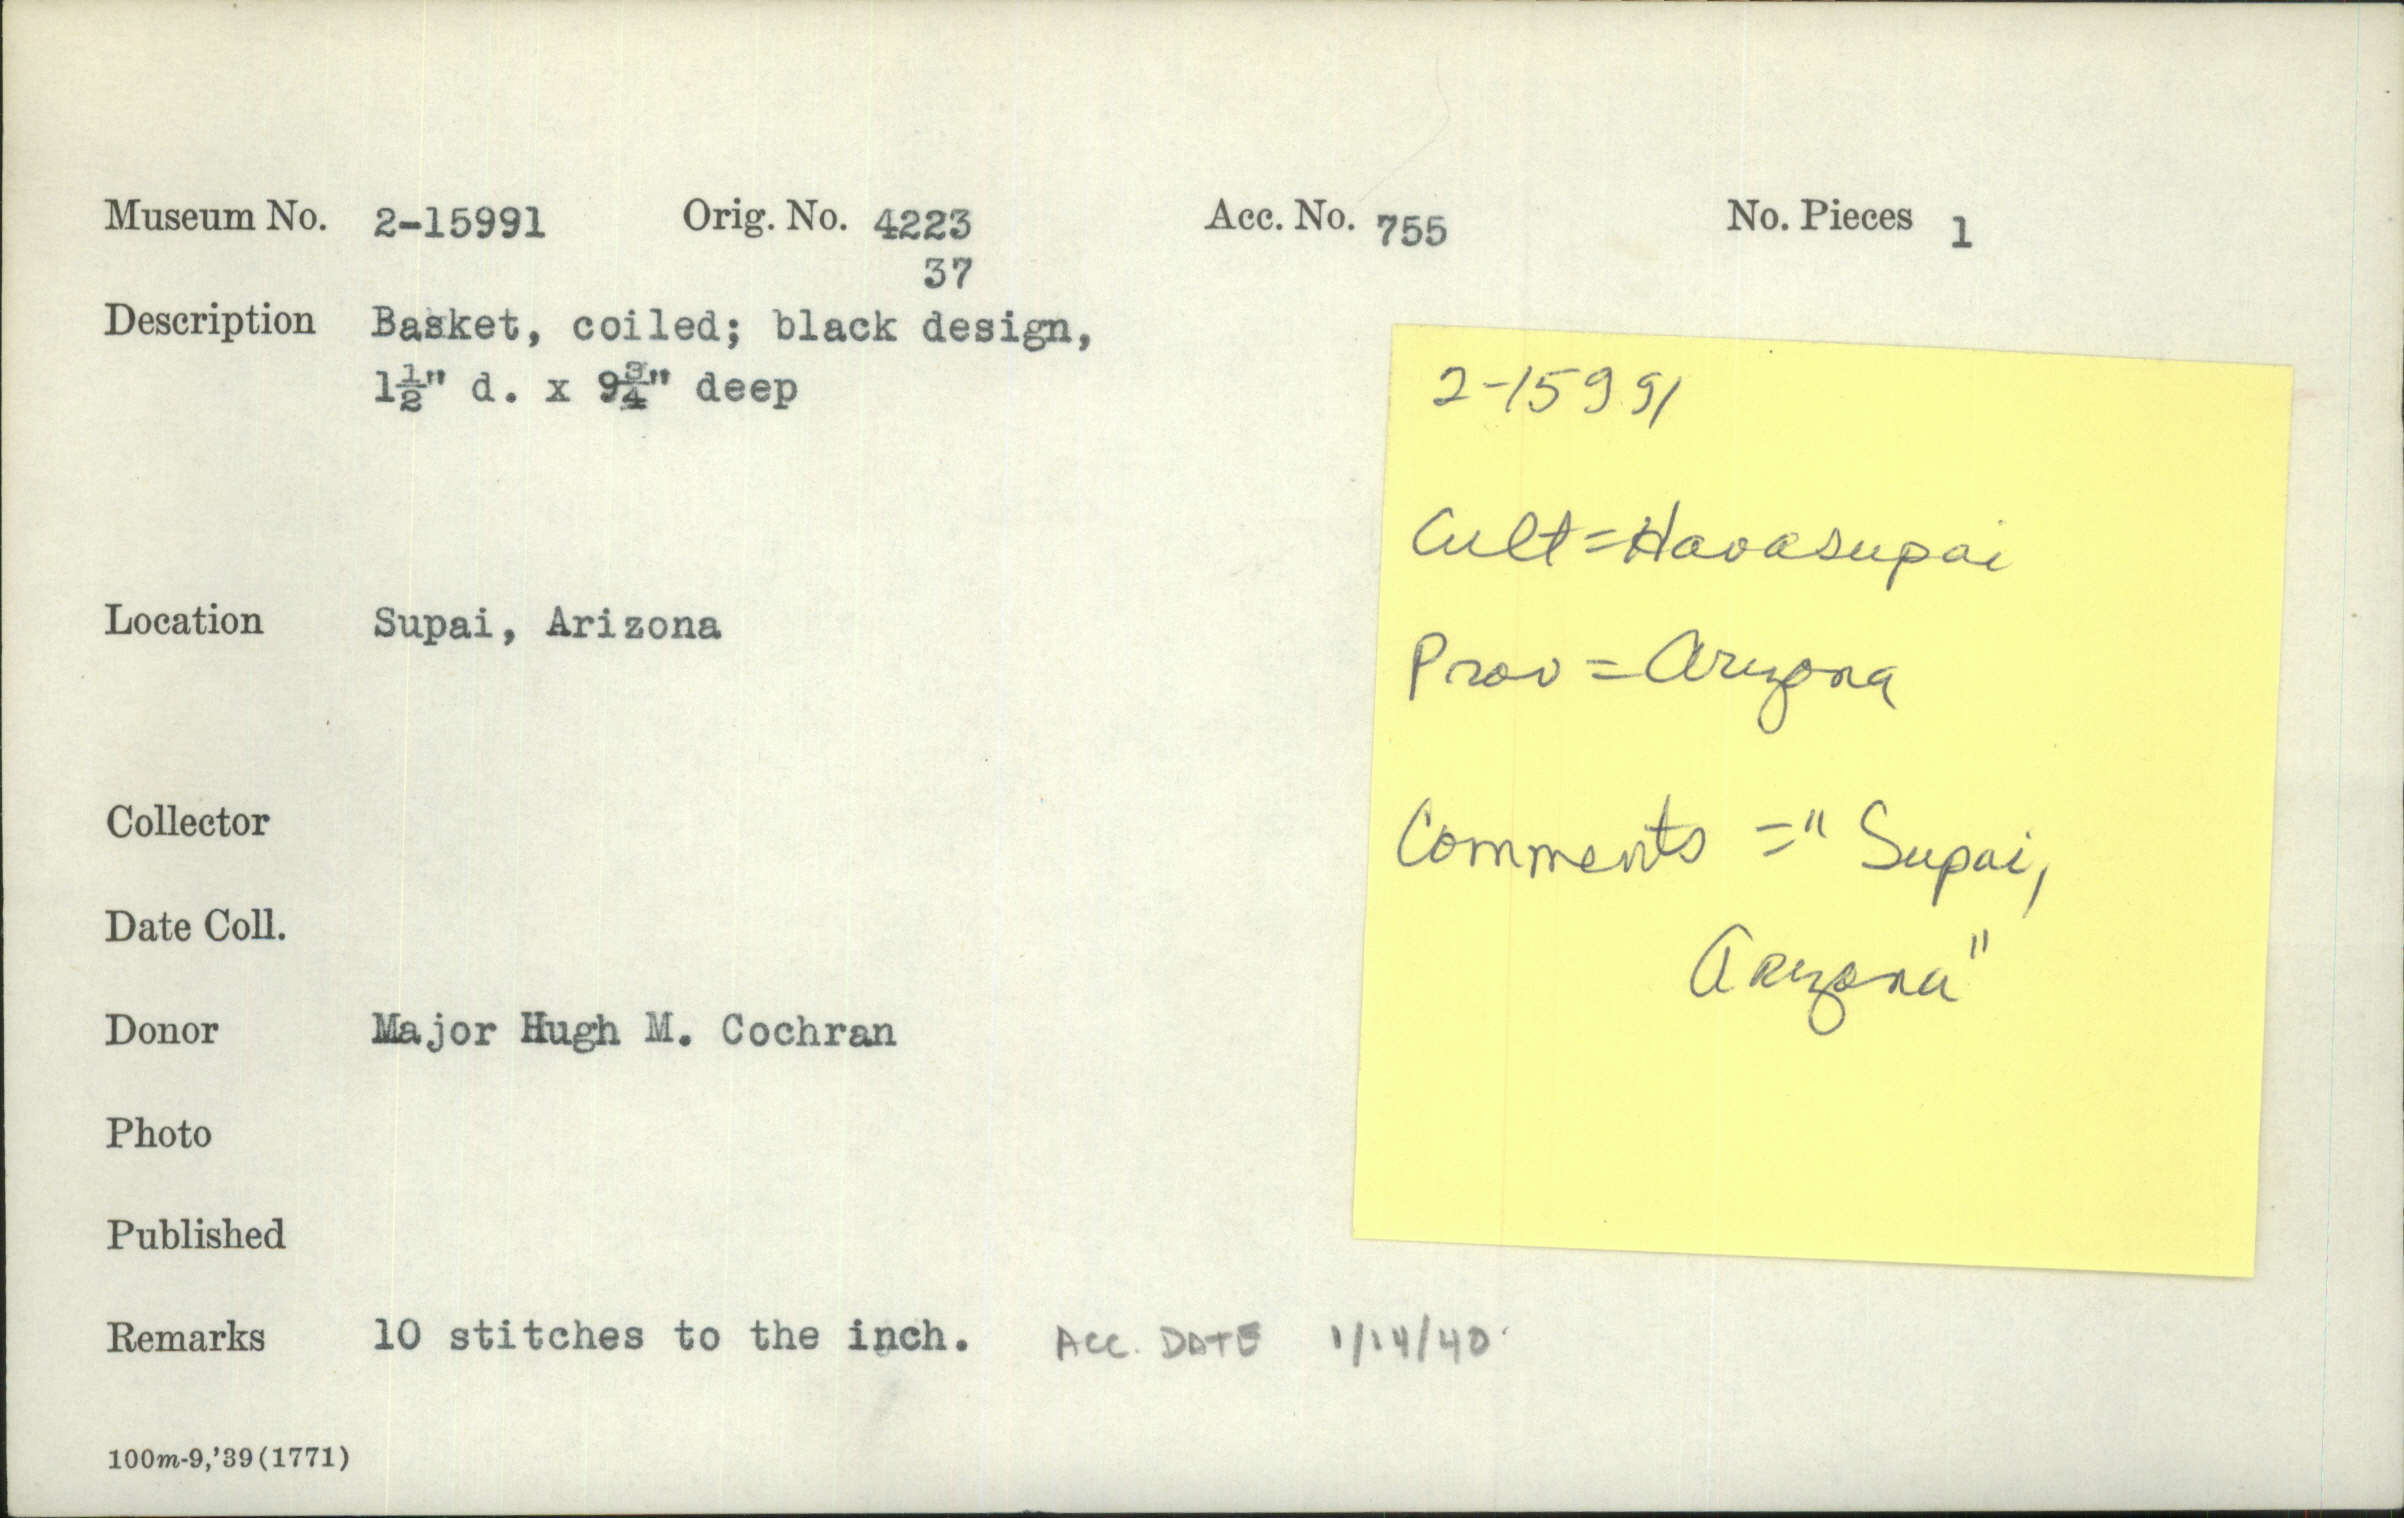 Museum No. 2-15991 Orig. No. 4223 Acc. No. 755 No. Pieces 1
37
Description Basket, coiled; black design,
1½" d. x 9¾" deep
Location Supai, Arizona
Collector
Date Coll.
Donor Major Hugh M. Cochran
Photo
Published
Remarks 10 stitches to the inch. ACC. DATE 1/14/40
100m-9,'39(1771)
2-15991
Cult=Havasupai
Prov=Arizona
Comments="Supai,
Arizona"